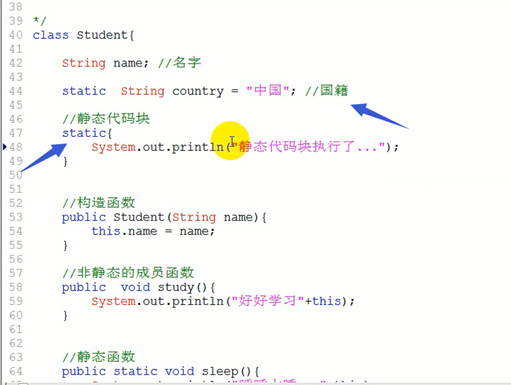 38
39 */
40 class Student{
41
42     String name; //名字
43
44     static  String country = "中国"; //国籍
45
46     //静态代码块
47     static{
48         System.out.println("静态代码块执行了...");
49     }
50
51
52     //构造函数
53     public Student(String name){
54         this.name = name;
55     }
56
57     //非静态的成员函数
58     public  void study(){
59         System.out.println("好好学习"+this);
60     }
61
62
63     //静态函数
64     public static void sleep(){